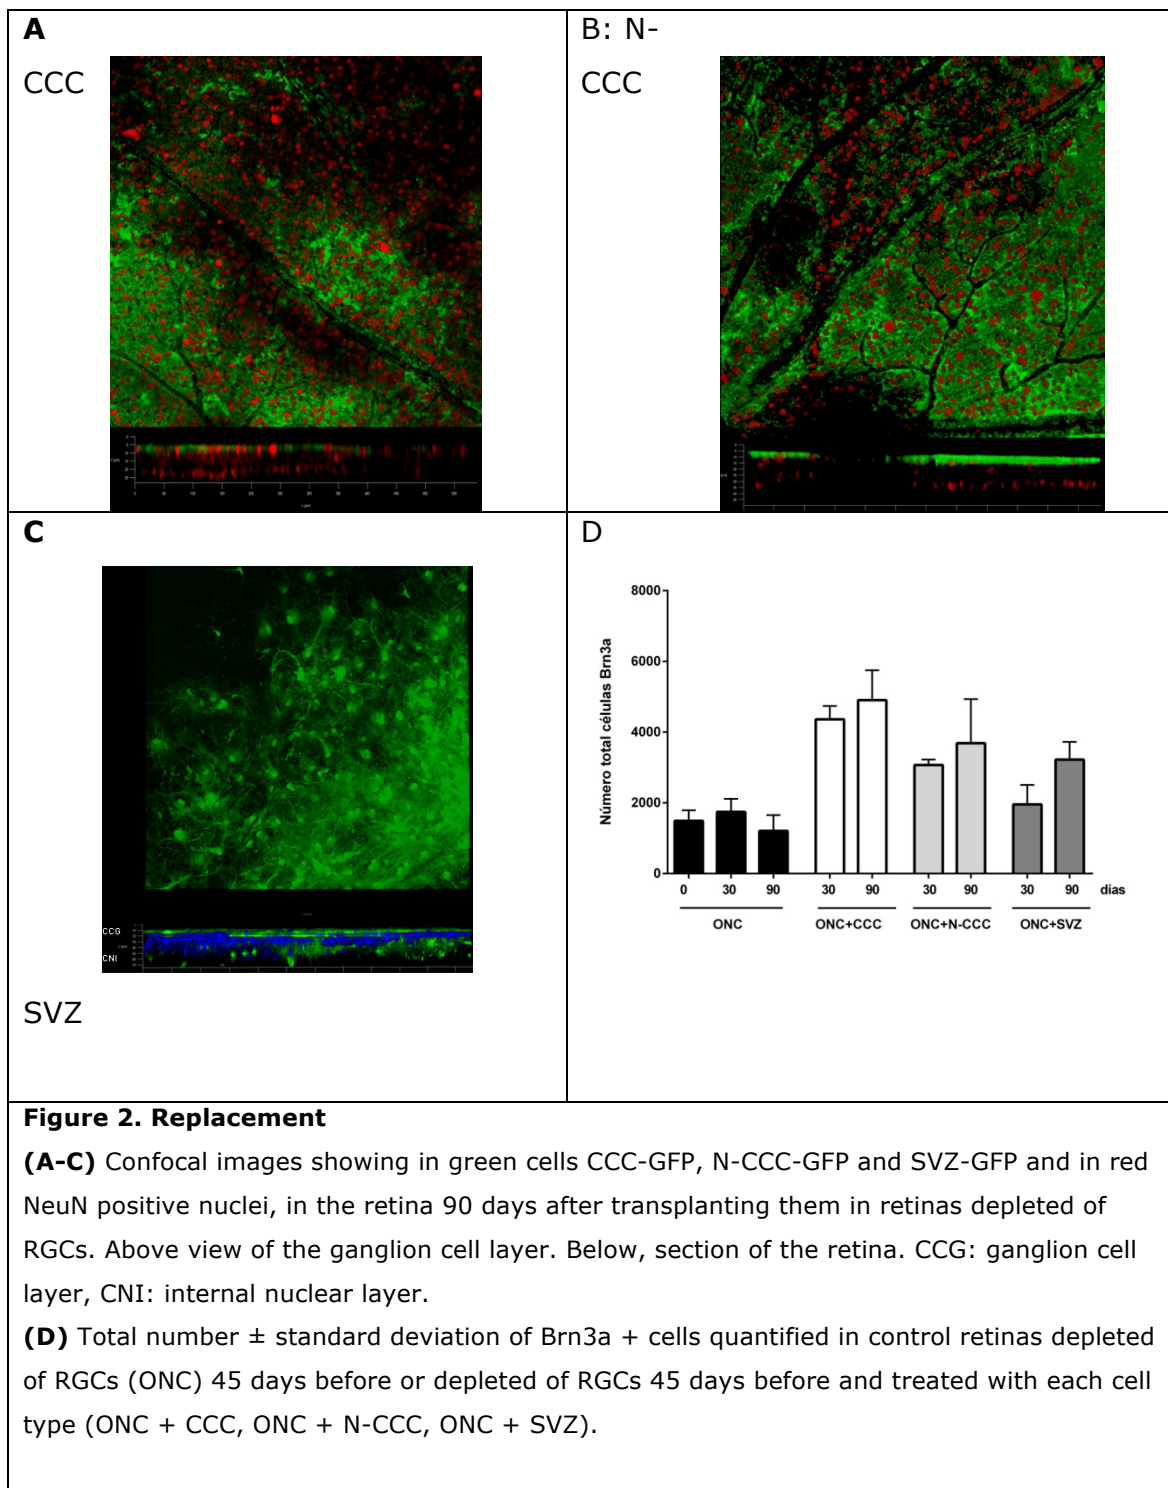 A
CCC
B: N-
CCC
C
CCG
CNI
SVZ
D
Número total células Brn3a
8000
6000
4000
2000
0
0 30 90 30 90 30 90 30 90 días
ONC ONC+CCC ONC+N-CCC ONC+SVZ
Figure 2. Replacement
(A-C) Confocal images showing in green cells CCC-GFP, N-CCC-GFP and SVZ-GFP and in red
NeuN positive nuclei, in the retina 90 days after transplanting them in retinas depleted of
RGCs. Above view of the ganglion cell layer. Below, section of the retina. CCG: ganglion cell
layer, CNI: internal nuclear layer.
(D) Total number ± standard deviation of Brn3a + cells quantified in control retinas depleted
of RGCs (ONC) 45 days before or depleted of RGCs 45 days before and treated with each cell
type (ONC + CCC, ONC + N-CCC, ONC + SVZ).